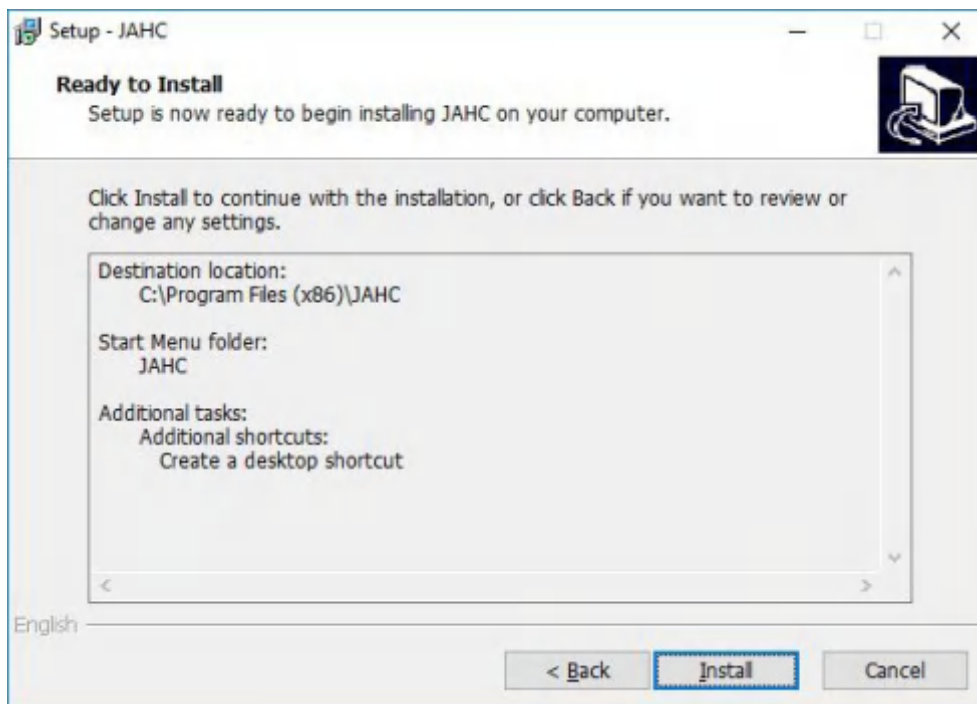 Setup - JAHC
Ready to Install
Setup is now ready to begin installing JAHC on your computer.
Click Install to continue with the installation, or click Back if you want to review or
change any settings.
Destination location:
C:\Program Files (x86)\JAHC
Start Menu folder:
JAHC
Additional tasks:
Additional shortcuts:
Create a desktop shortcut
English
< Back
Install
Cancel